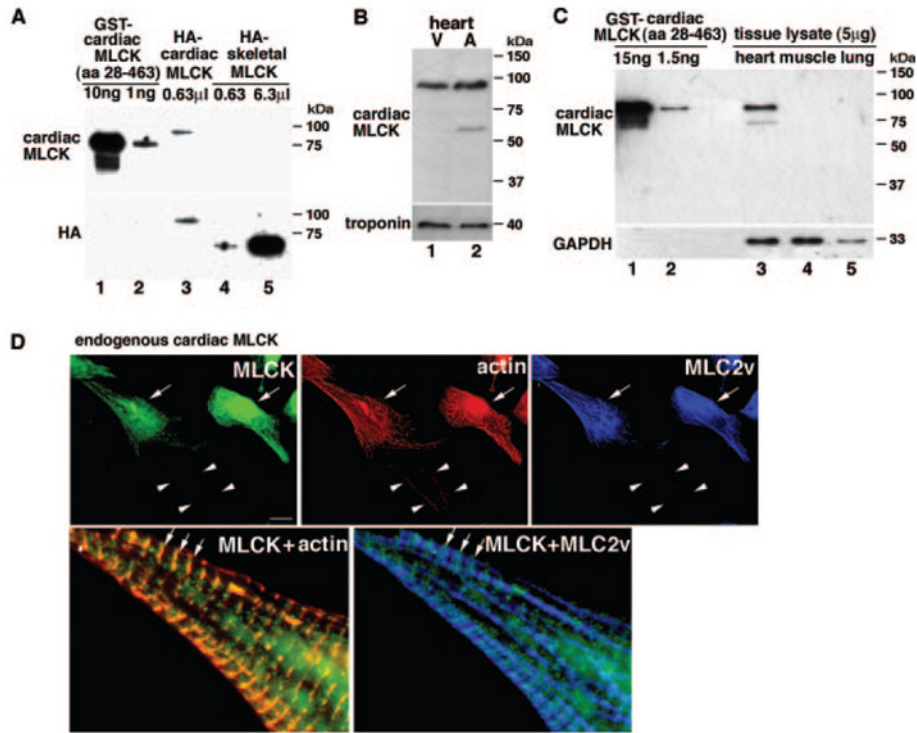 A
GST-
cardiac
MLCK
(aa 28-463)
HA-
cardiac
MLCK
HA-
skeletal
MLCK
10ng 1ng 0.63μl 0.63 6.3μl
kDa
cardiac
MLCK
100
75
HA
100
75
1 2 3 4 5
B
heart
V A
kDa
150
100
75
cardiac
MLCK
50
37
troponin
40
1 2
C
GST-cardiac
MLCK(aa 28-463)
tissue lysate (5μg)
15ng 1.5ng heart muscle lung
kDa
150
100
75
cardiac
MLCK
50
37
GAPDH
33
1 2 3 4 5
D endogenous cardiac MLCK
MLCK actin MLC2v
MLCK+actin MLCK+MLC2v